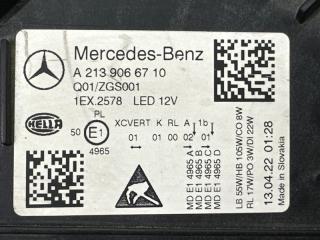 Mercedes-Benz
A 213 906 67 10
Q01/ZGS001
1EX.2578 LED 12V
PL
HELLA
50
E1
4965
XCVERT K RL A 1b
01 01 00 02 01
MD E1 4965 A
MD E1 4965 B
MD E1 4965 C
MD E1 4965 D
LB 55W/HB 105W/CO 8W
RL 17W/PO 3W/DI 22W
13.04.22 01:28
Made in Slovakia